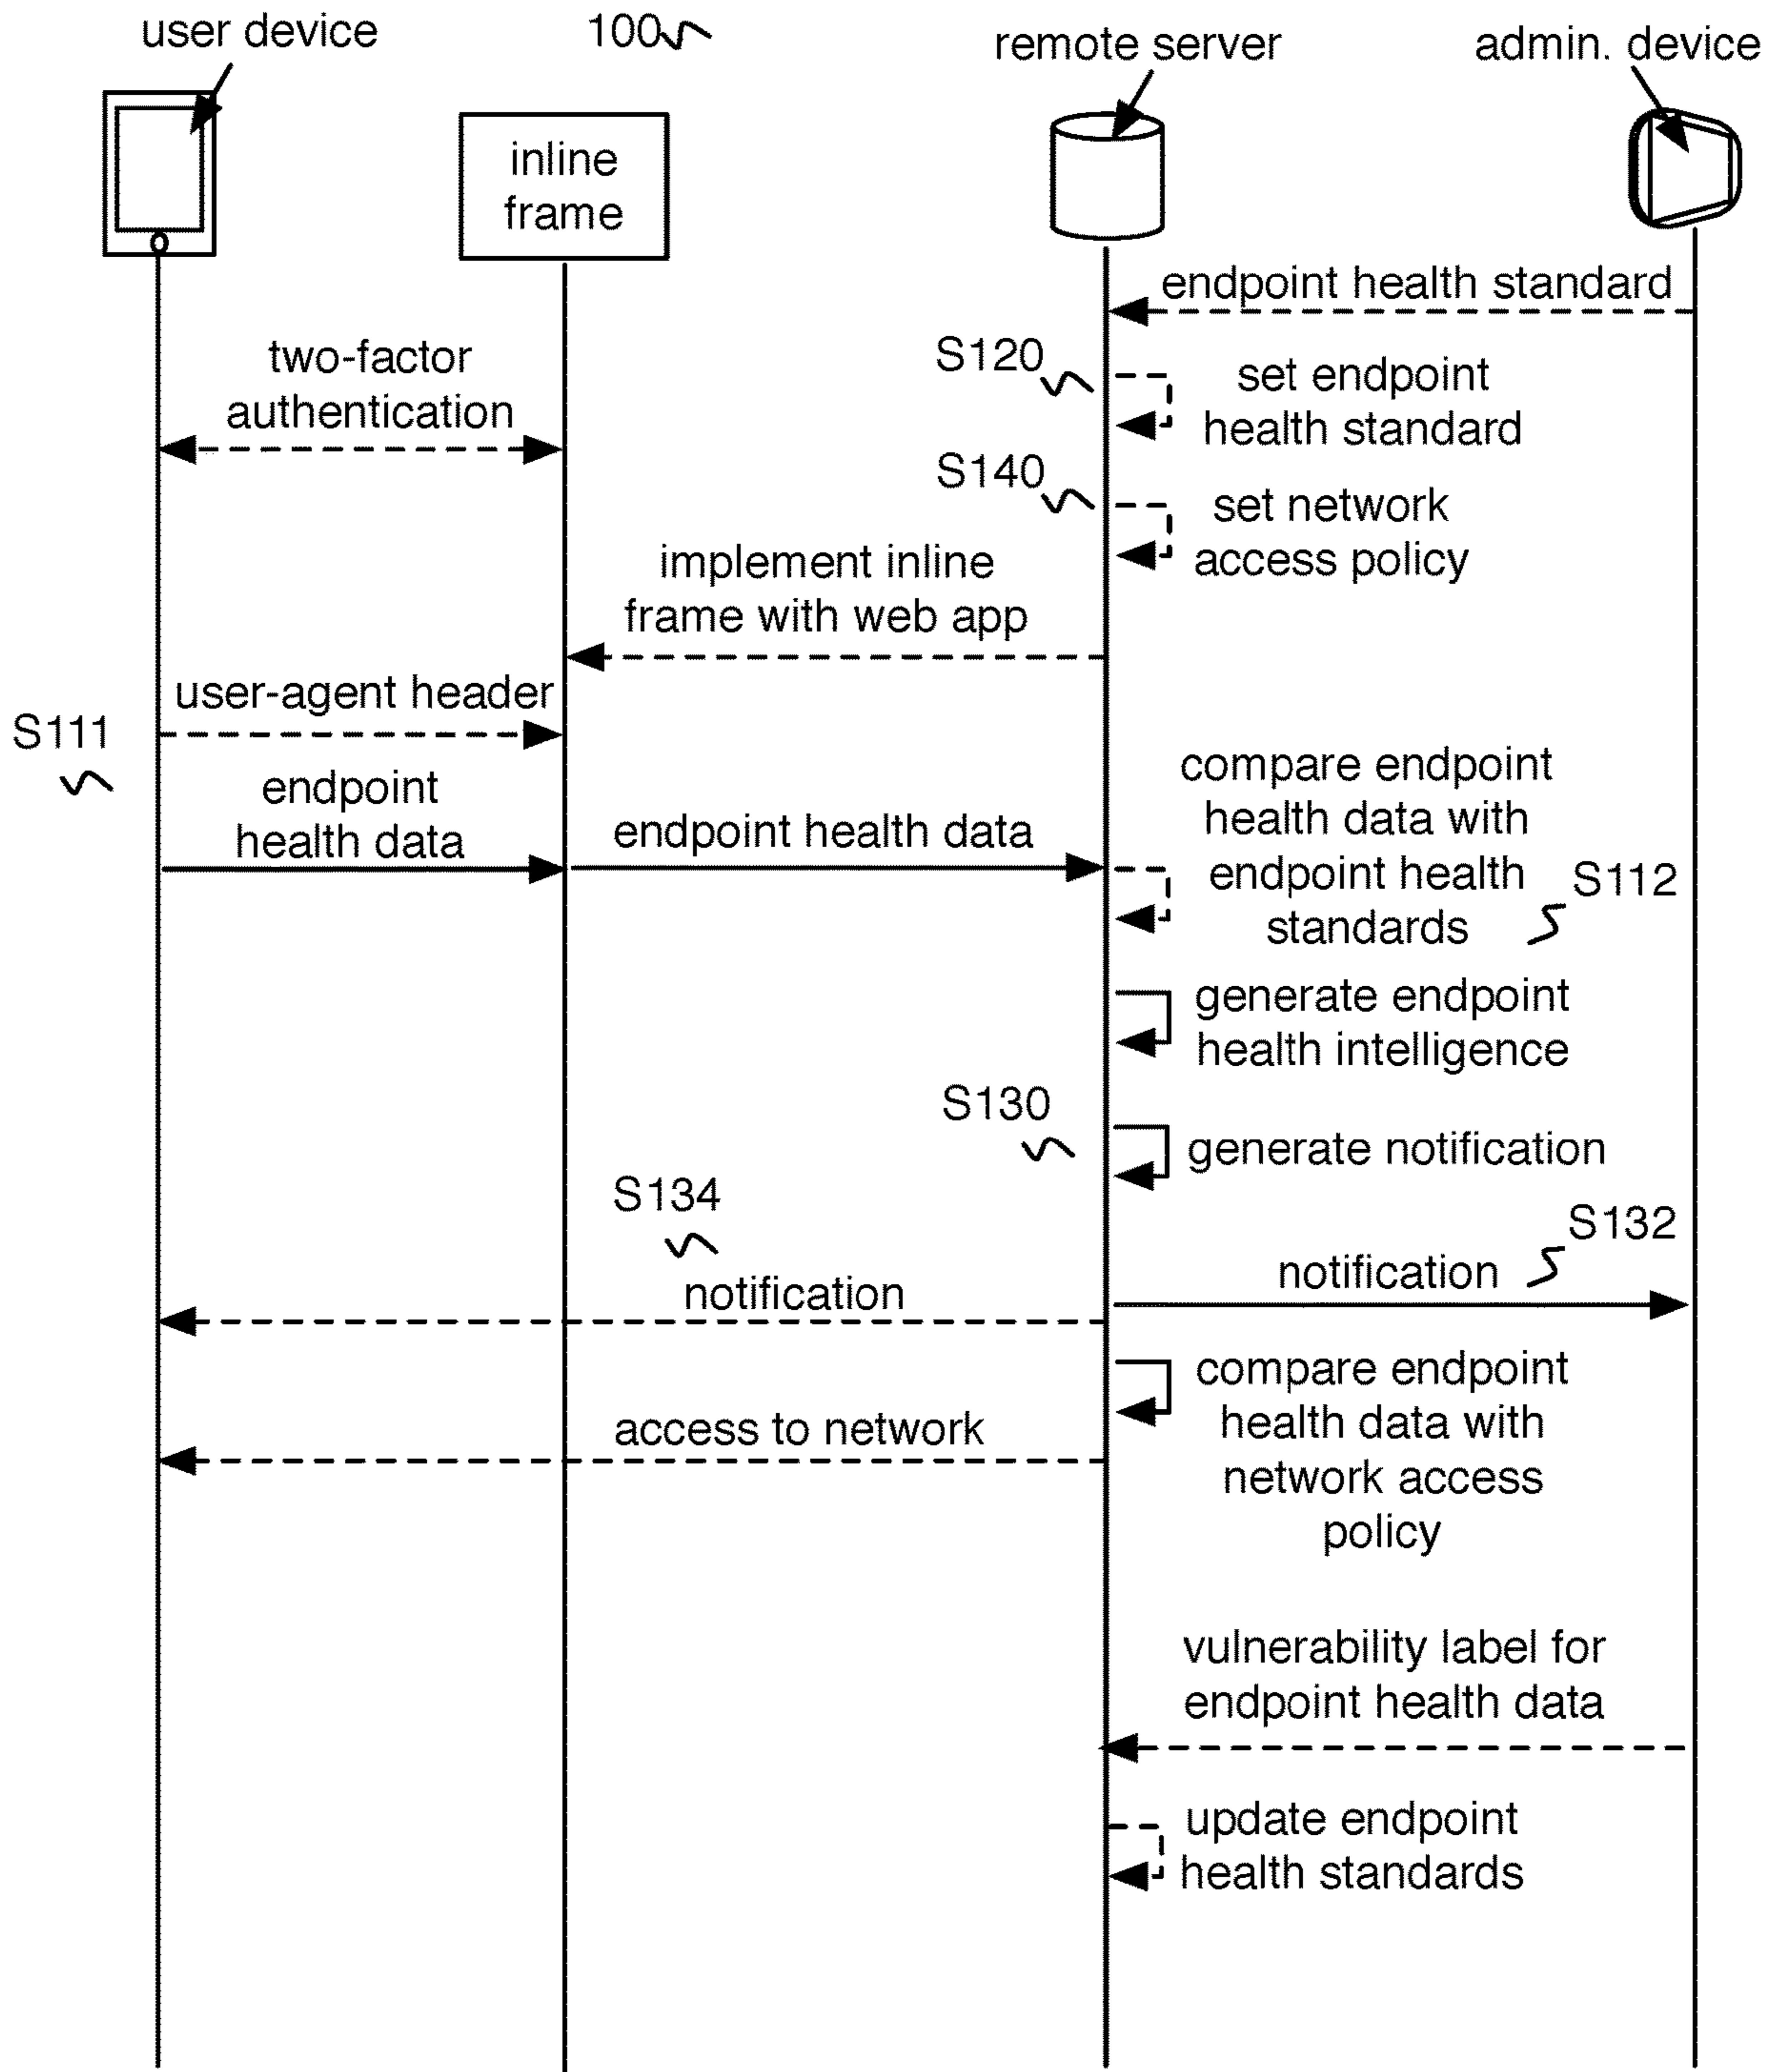 user device
100
remote server
admin. device
inline
frame
endpoint health standard
two-factor
authentication
S120
set endpoint
health standard
S140
set network
access policy
implement inline
frame with web app
user-agent header
S111
endpoint
health data
endpoint health data
compare endpoint
health data with
endpoint health
standards
S112
generate endpoint
health intelligence
S130
generate notification
S134
notification
S132
notification
compare endpoint
health data with
network access
policy
access to network
vulnerability label for
endpoint health data
update endpoint
health standards